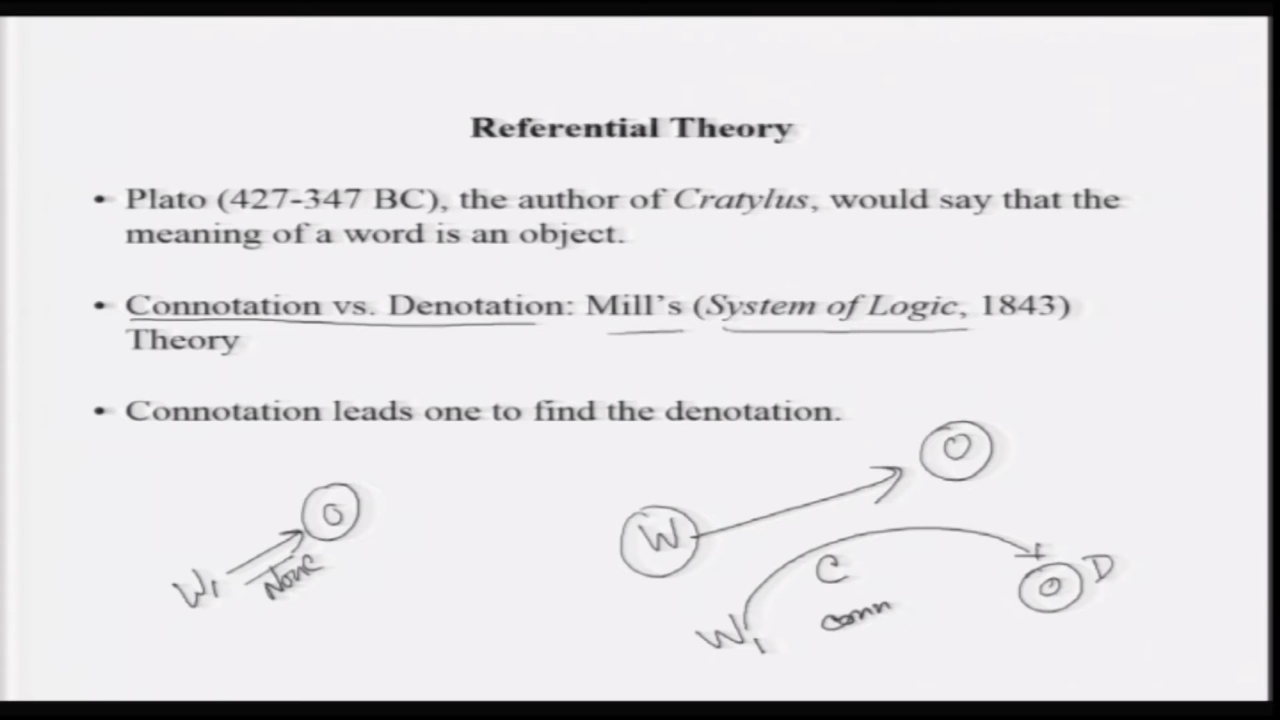 Referential Theory
• Plato (427-347 BC), the author of Cratylus, would say that the
meaning of a word is an object.
• Connotation vs. Denotation: Mill's (System of Logic, 1843)
Theory
• Connotation leads one to find the denotation.
O
O
W
W1
C
O
D
W1
conn